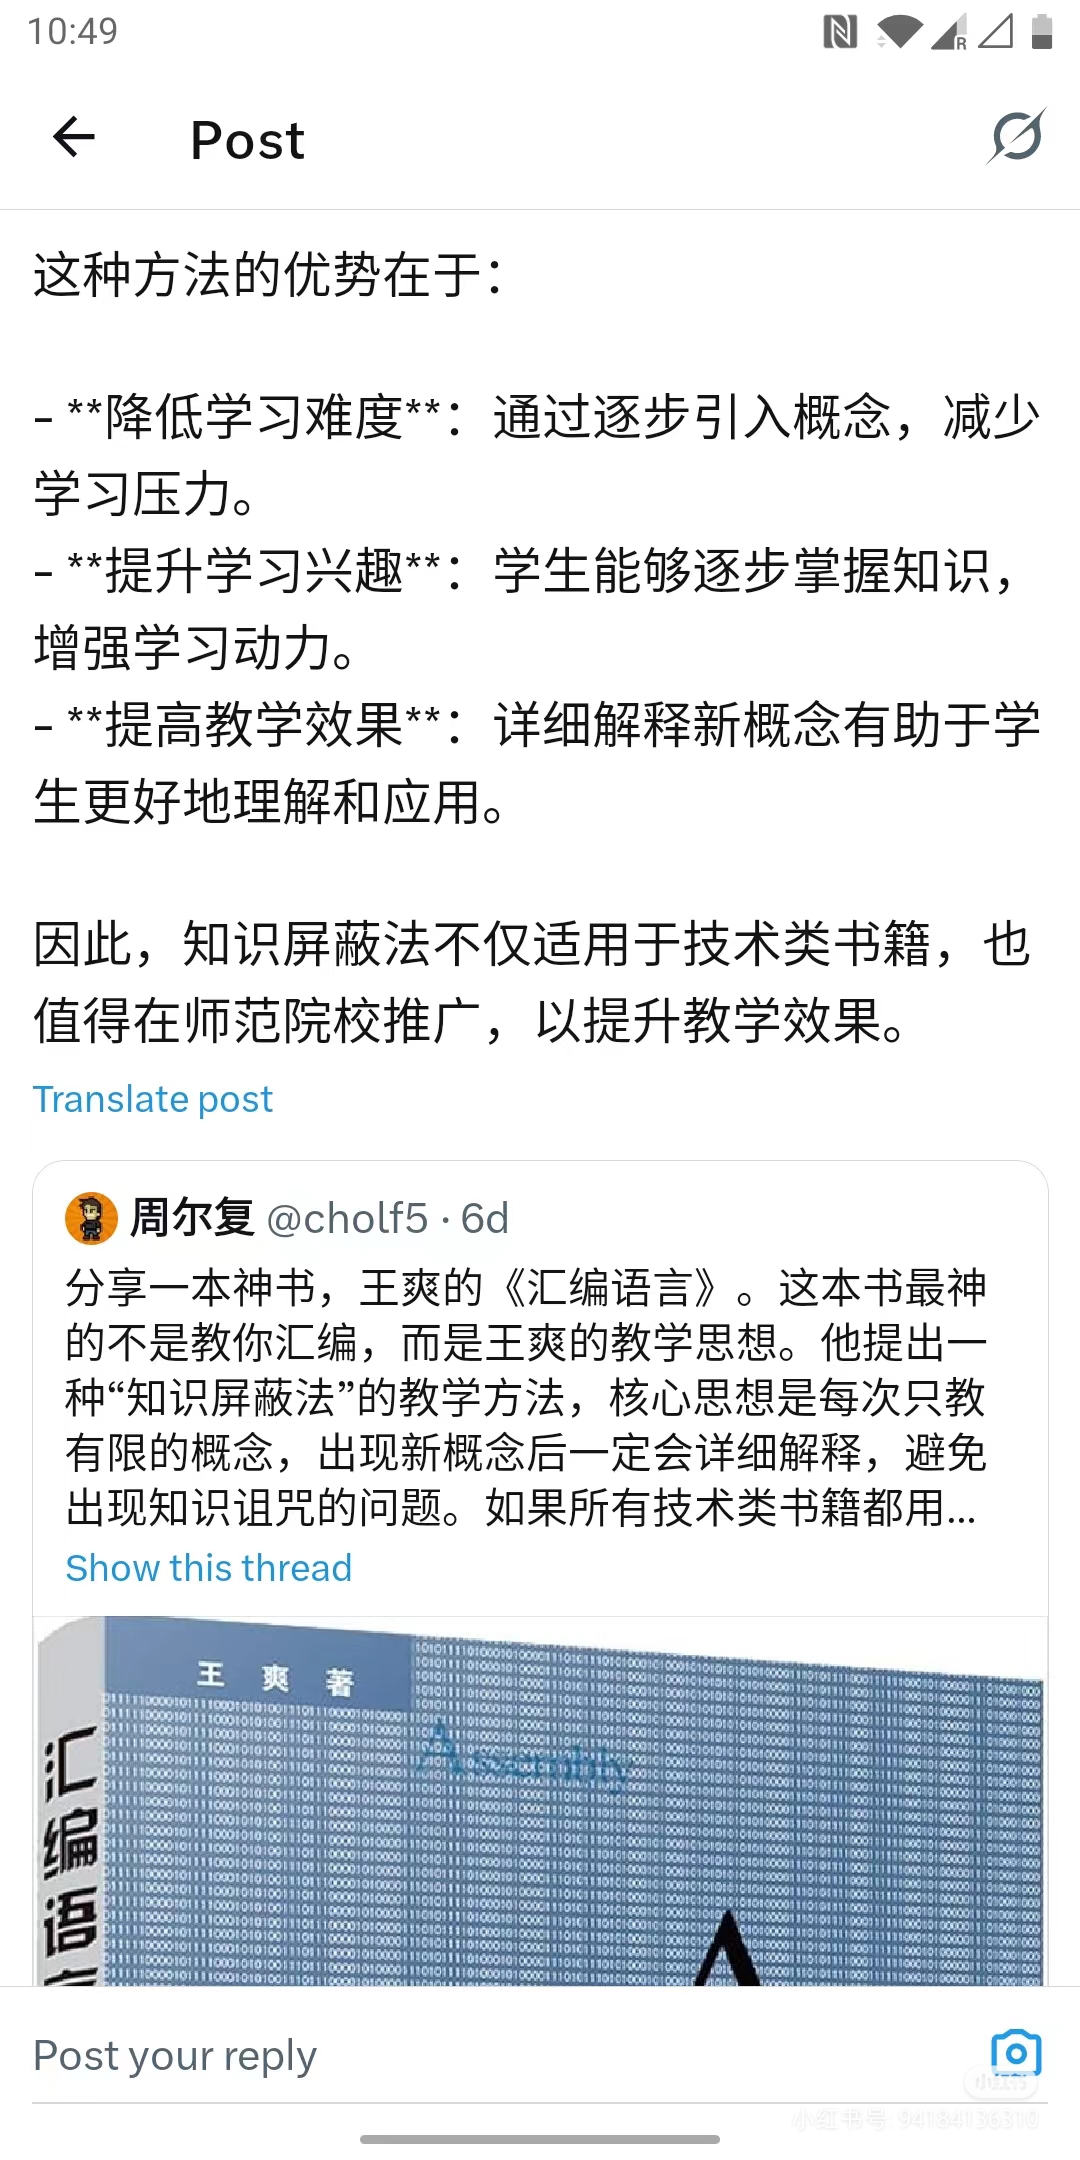 10:49
R
Post
这种方法的优势在于：
- **降低学习难度**：通过逐步引入概念，减少
学习压力。
- **提升学习兴趣**：学生能够逐步掌握知识，
增强学习动力。
- **提高教学效果**：详细解释新概念有助于学
生更好地理解和应用。
因此，知识屏蔽法不仅适用于技术类书籍，也
值得在师范院校推广，以提升教学效果。
Translate post
周尔复 @cholf5 · 6d
分享一本神书，王爽的《汇编语言》。这本书最神
的不是教你汇编，而是王爽的教学思想。他提出一
种“知识屏蔽法”的教学方法，核心思想是每次只教
有限的概念，出现新概念后一定会详细解释，避免
出现知识诅咒的问题。如果所有技术类书籍都用...
Show this thread
王 爽 著
Assembly
汇编语
Post your reply
小红书
小红书号: 94184136310